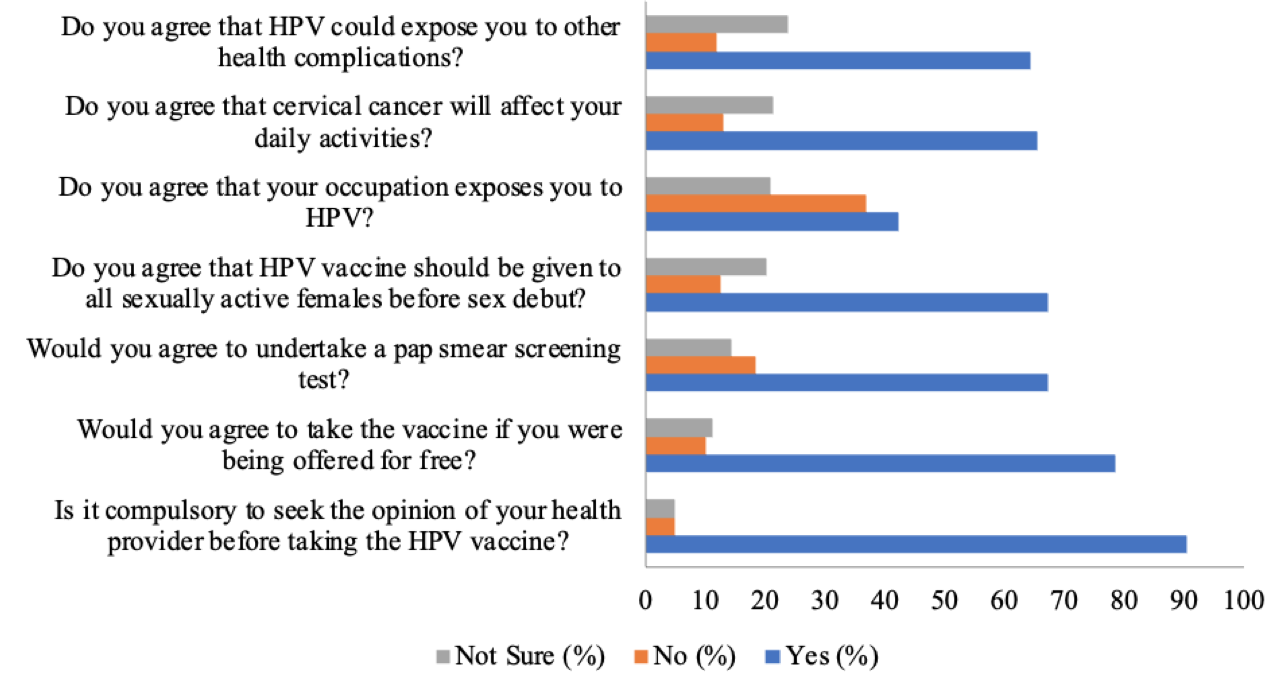 Do you agree that HPV could expose you to other
health complications?
Do you agree that cervical cancer will affect your
daily activities?
Do you agree that your occupation exposes you to
HPV?
Do you agree that HPV vaccine should be given to
all sexually active females before sex debut?
Would you agree to undertake a pap smear screening
test?
Would you agree to take the vaccine if you were
being offered for free?
Is it compulsory to seek the opinion of your health
provider before taking the HPV vaccine?
0 10 20 30 40 50 60 70 80 90 100
Not Sure (%) No (%) Yes (%)